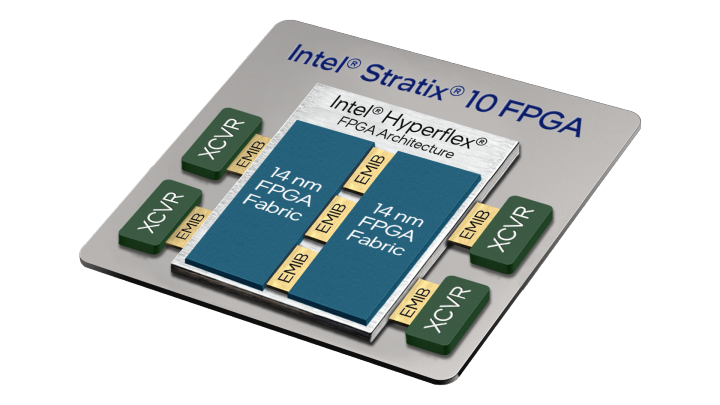 Intel® Stratix® 10 FPGA
Intel® Hyperflex®
FPGA Architecture
XCVR
EMIB
XCVR
EMIB
14 nm
FPGA
Fabric
EMIB
EMIB
EMIB
14 nm
FPGA
Fabric
EMIB
XCVR
EMIB
XCVR